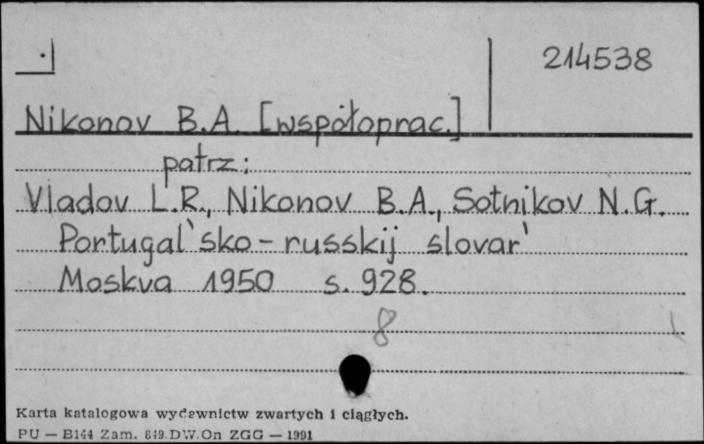 214538
Nikonov B.A. [współoprac.]
patrz:
Vladov L.R., Nikonov B.A., Sotnikov N.G.
Portugal'sko-russkij slovar'
Moskva 1950 s. 928.
8
Karta katalogowa wydawnictw zwartych i ciągłych.
PU — B144 Zam. 849 DW.On ZGG — 1991